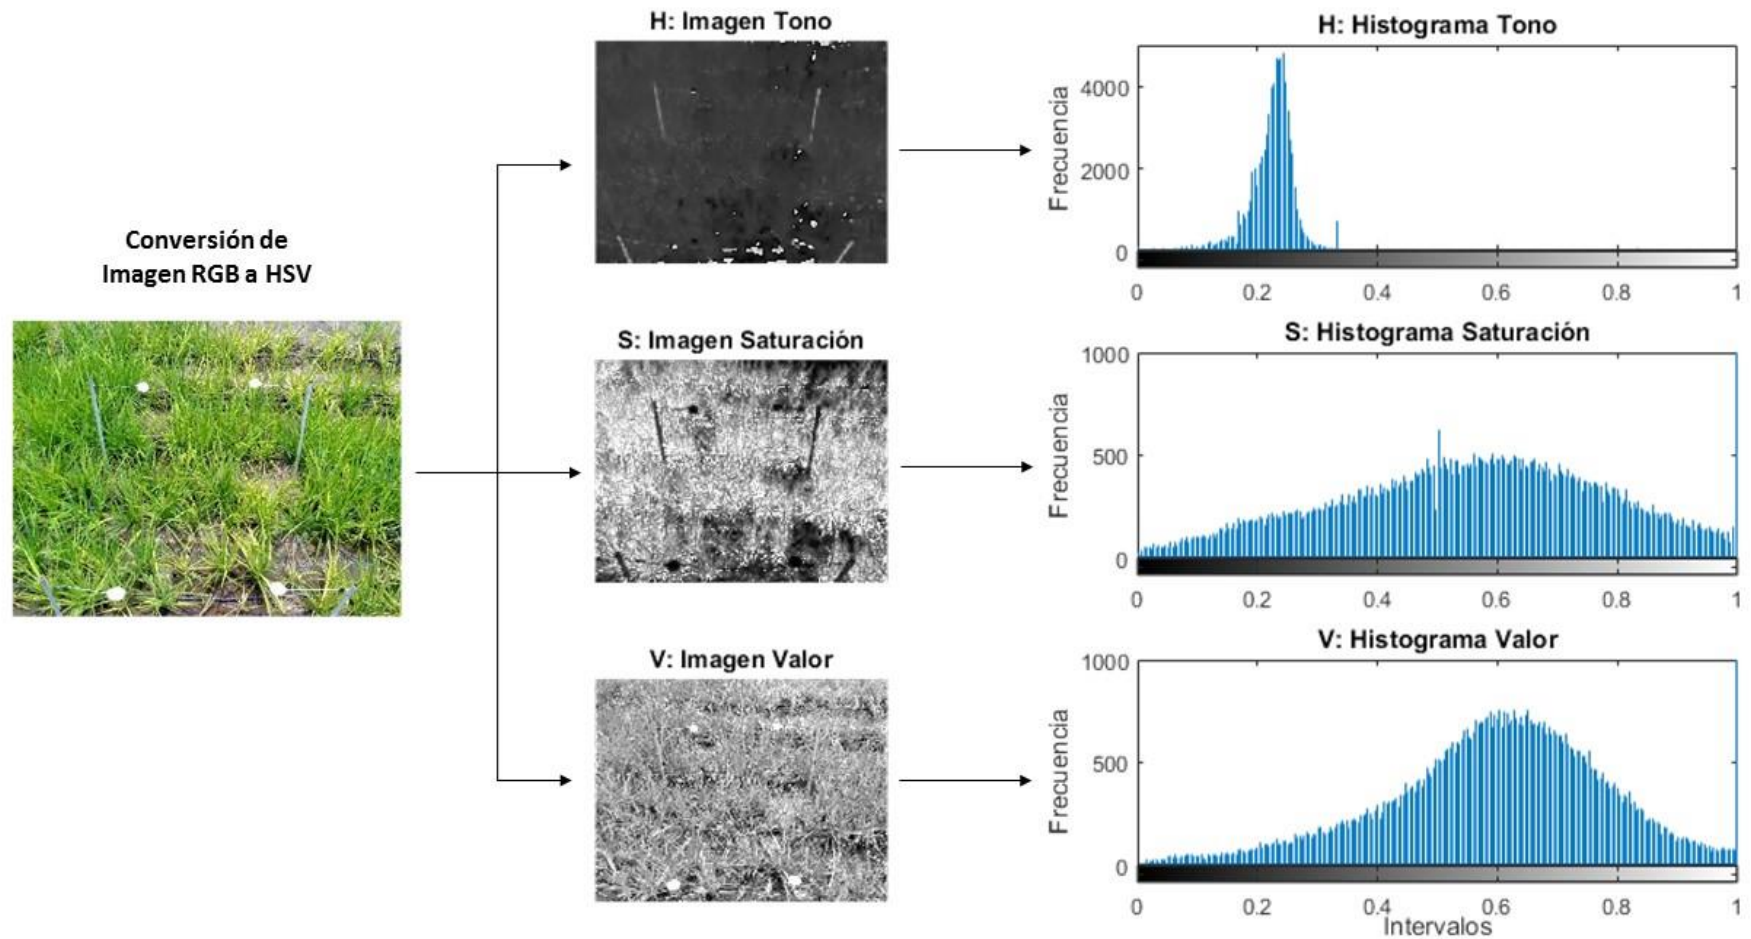 Conversión de
Imagen RGB a HSV
H: Imagen Tono
S: Imagen Saturación
V: Imagen Valor
H: Histograma Tono
Frecuencia
4000
2000
0
0 0.2 0.4 0.6 0.8 1
S: Histograma Saturación
Frecuencia
1000
500
0
0 0.2 0.4 0.6 0.8 1
V: Histograma Valor
Frecuencia
1000
500
0
0 0.2 0.4 0.6 0.8 1
Intervalos